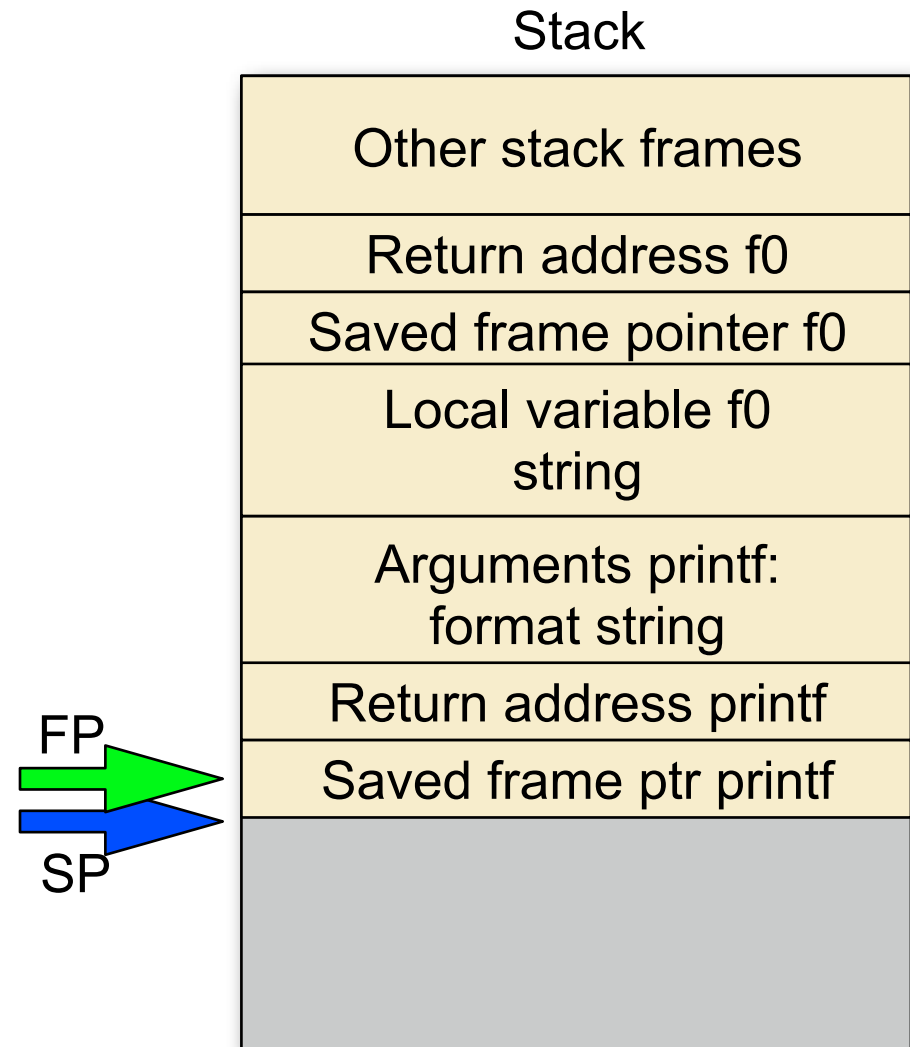 Stack
Other stack frames
Return address f0
Saved frame pointer f0
Local variable f0
string
Arguments printf:
format string
Return address printf
FP
Saved frame ptr printf
SP